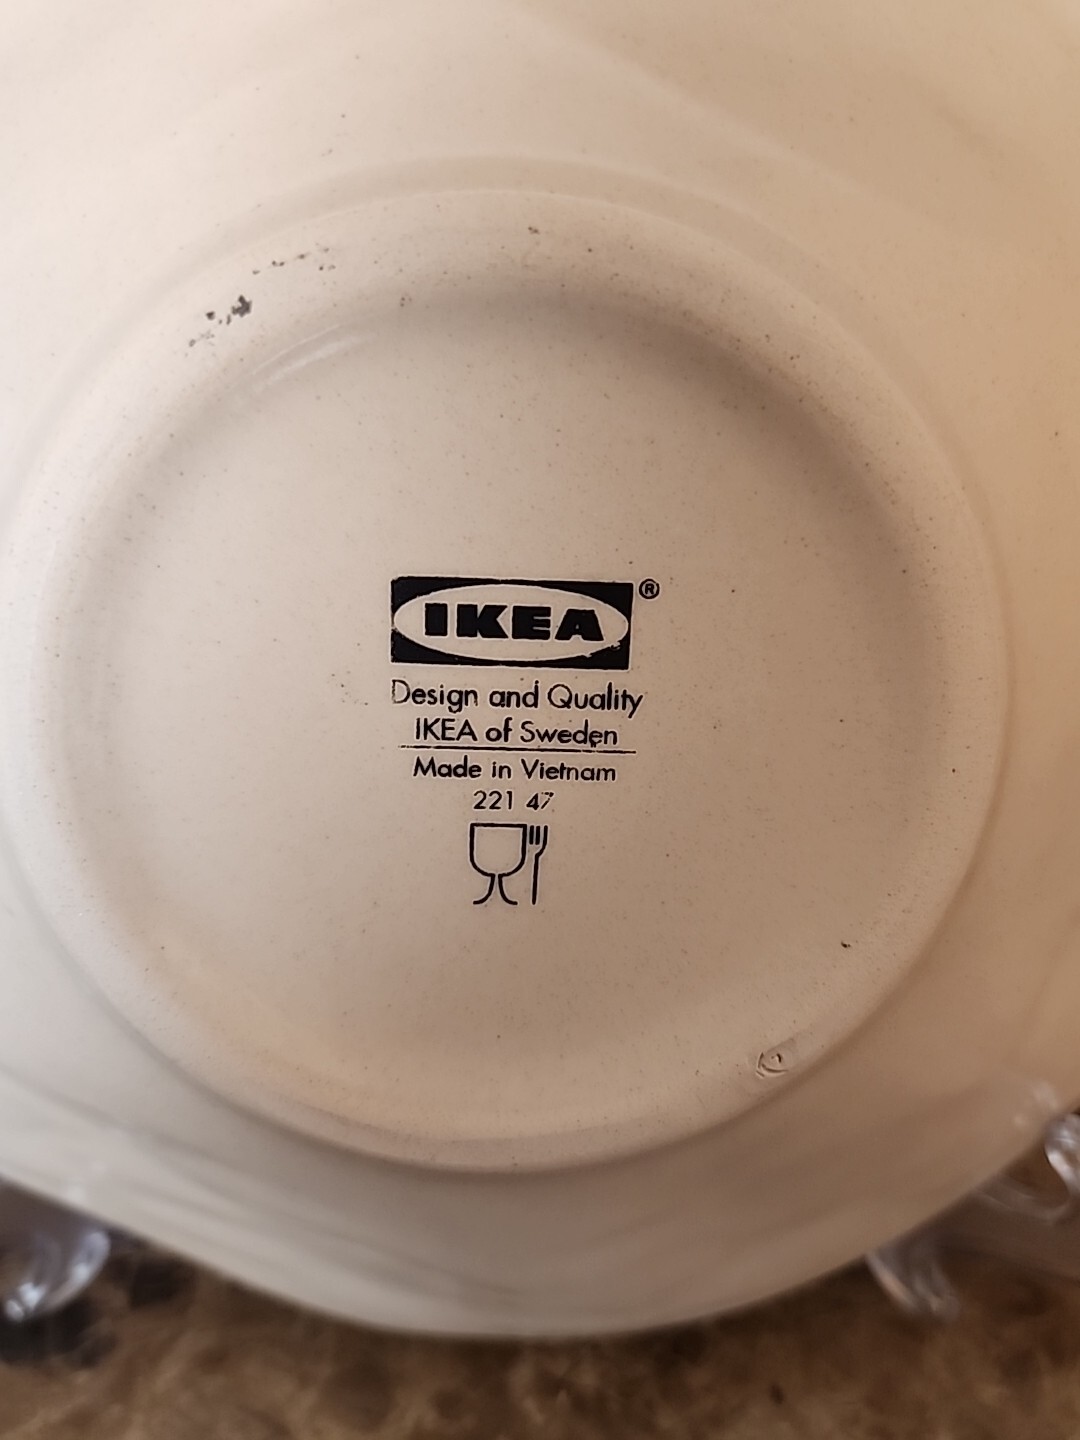 IKEA®
Design and Quality
IKEA of Sweden
Made in Vietnam
221 47